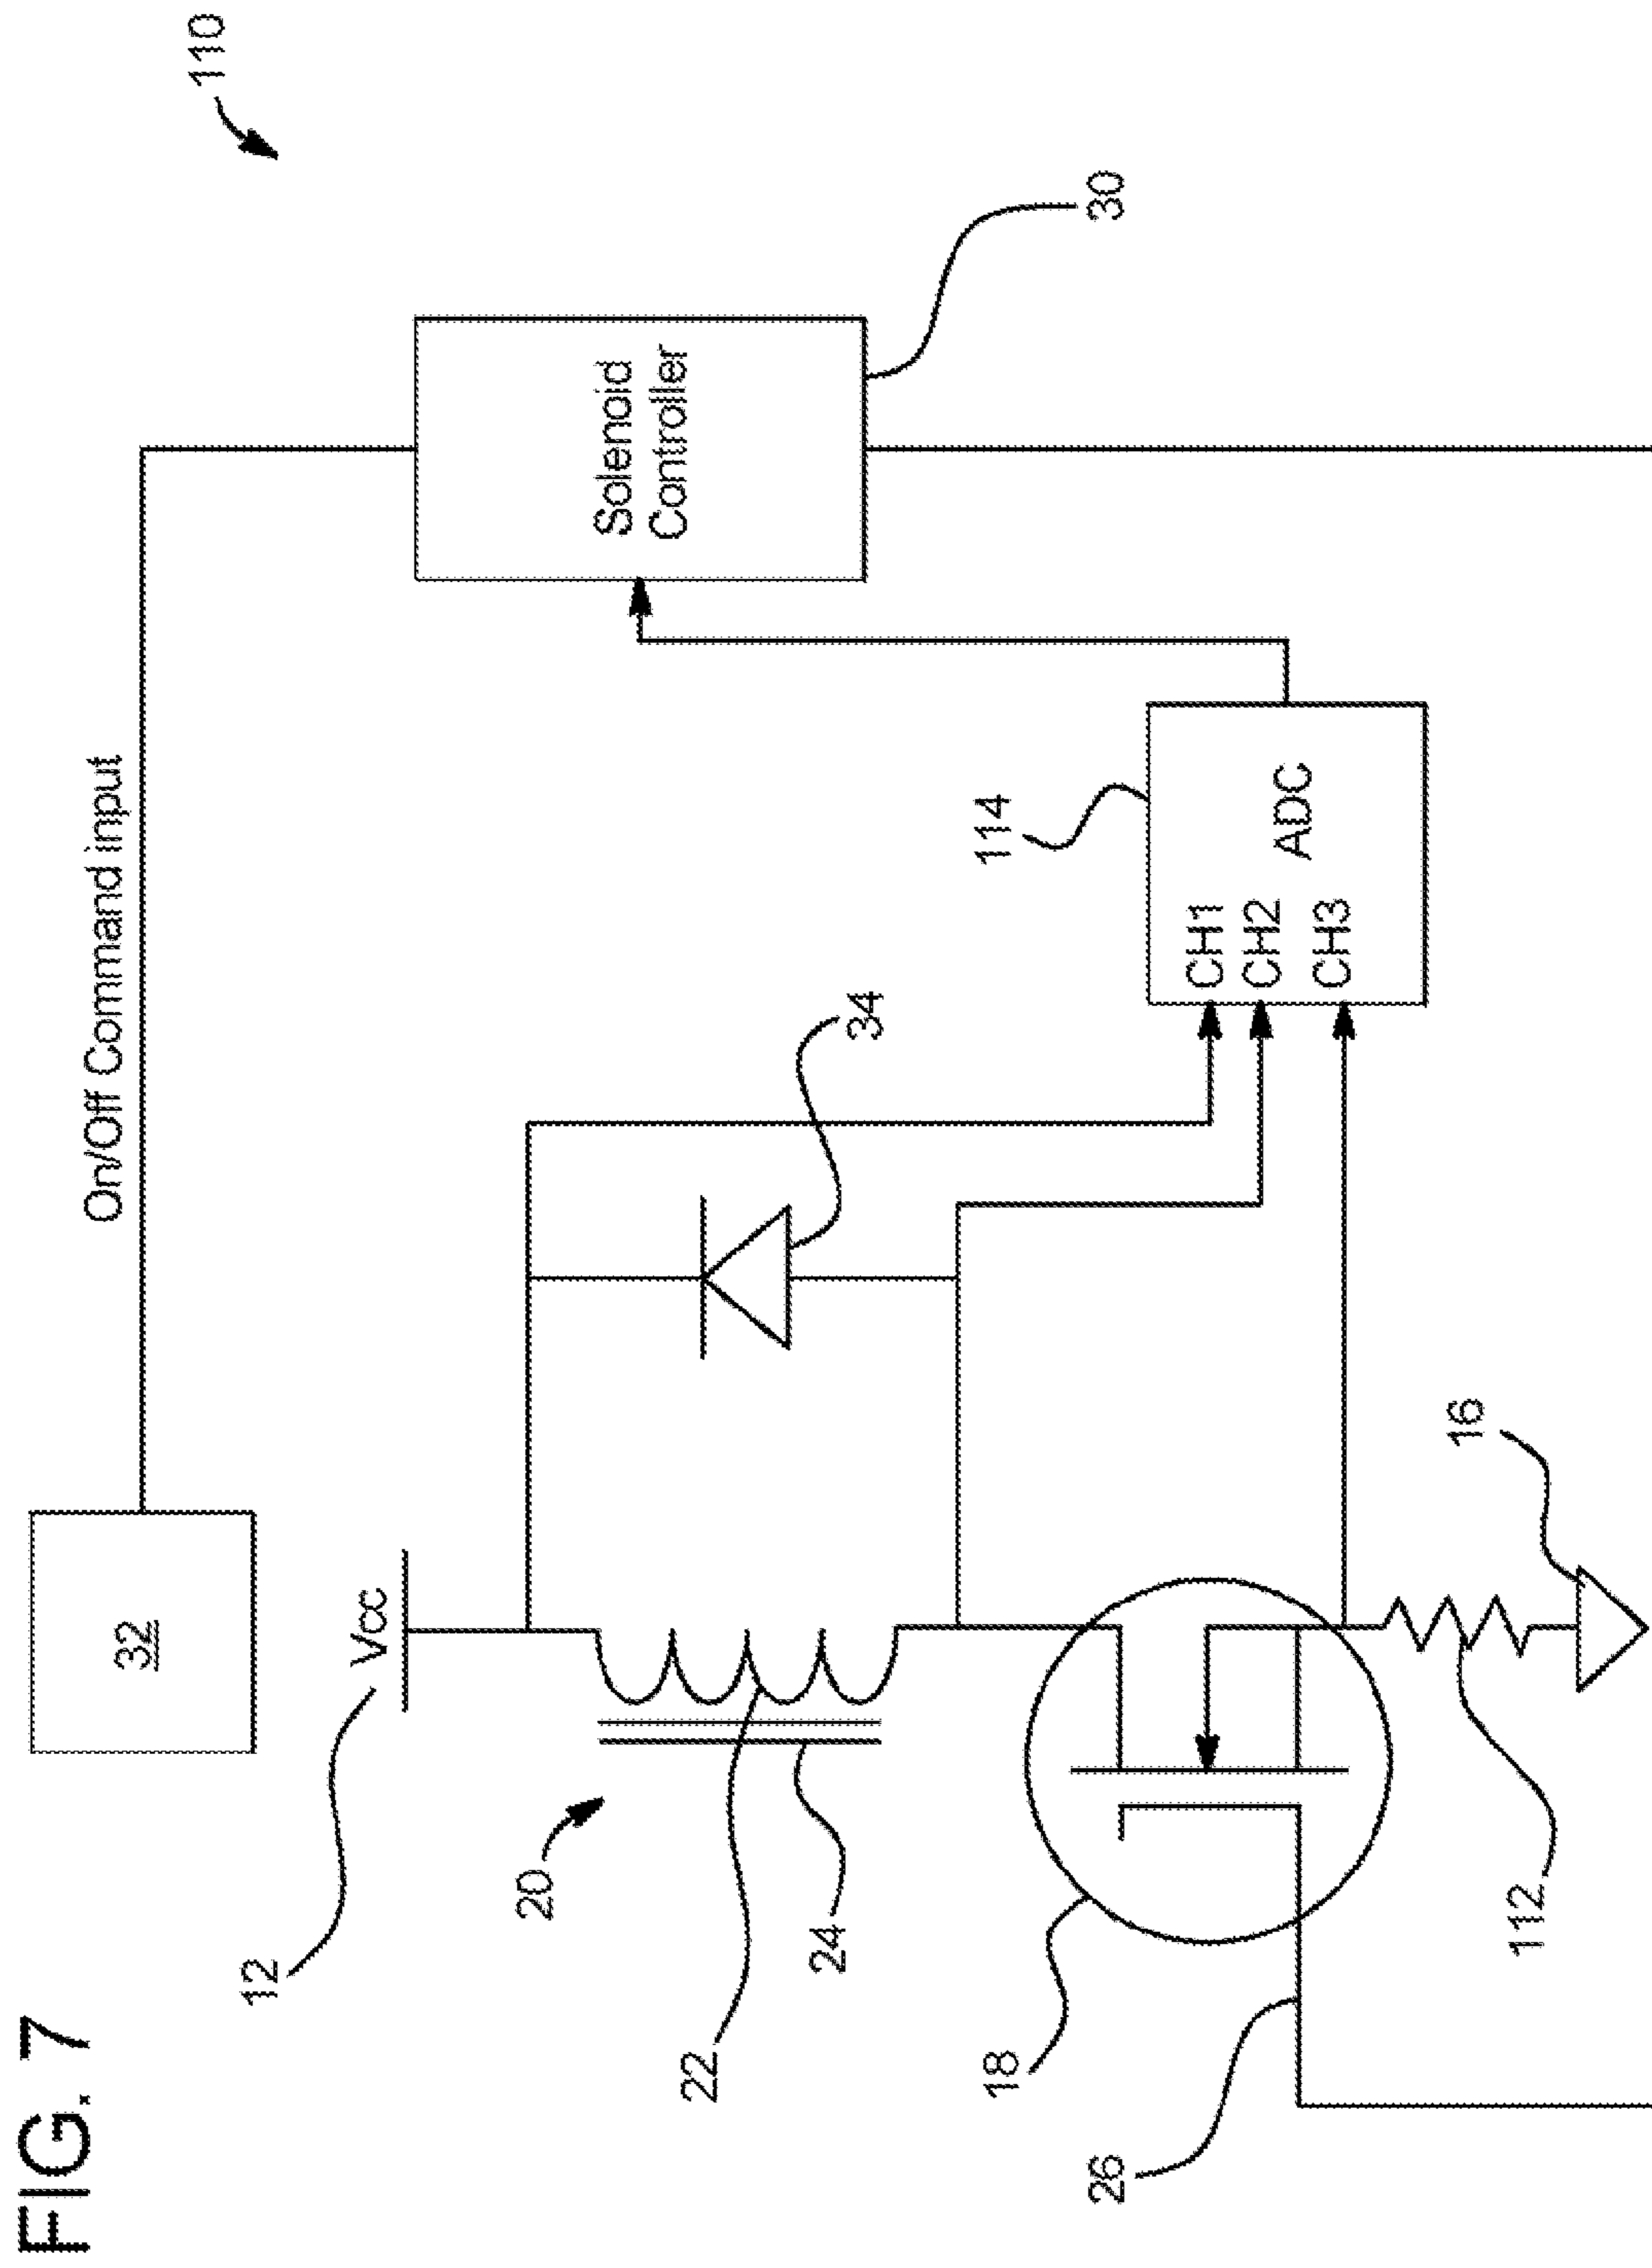 FIG. 7
110
32
On/Off Command input
12
Vcc
20
22
24
34
Solenoid
Controller
30
18
26
114
CH1
CH2
CH3
ADC
112
16